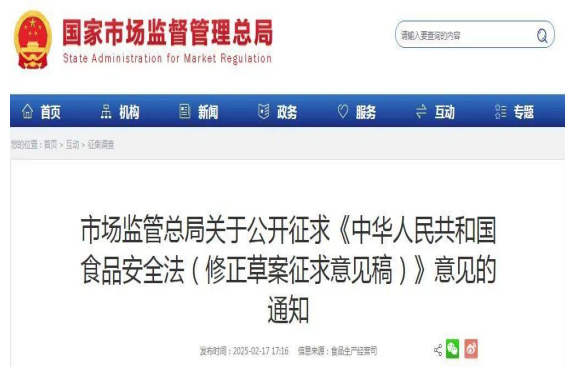 国家市场监督管理总局
State Administration for Market Regulation
请输入要查询的内容
首页 机构 新闻 政务 服务 互动 专题
您的位置：首页 > 互动 > 征集调查
市场监管总局关于公开征求《中华人民共和国
食品安全法（修正草案征求意见稿）》意见的
通知
发布时间：2025-02-17 17:16 信息来源：食品生产经营司